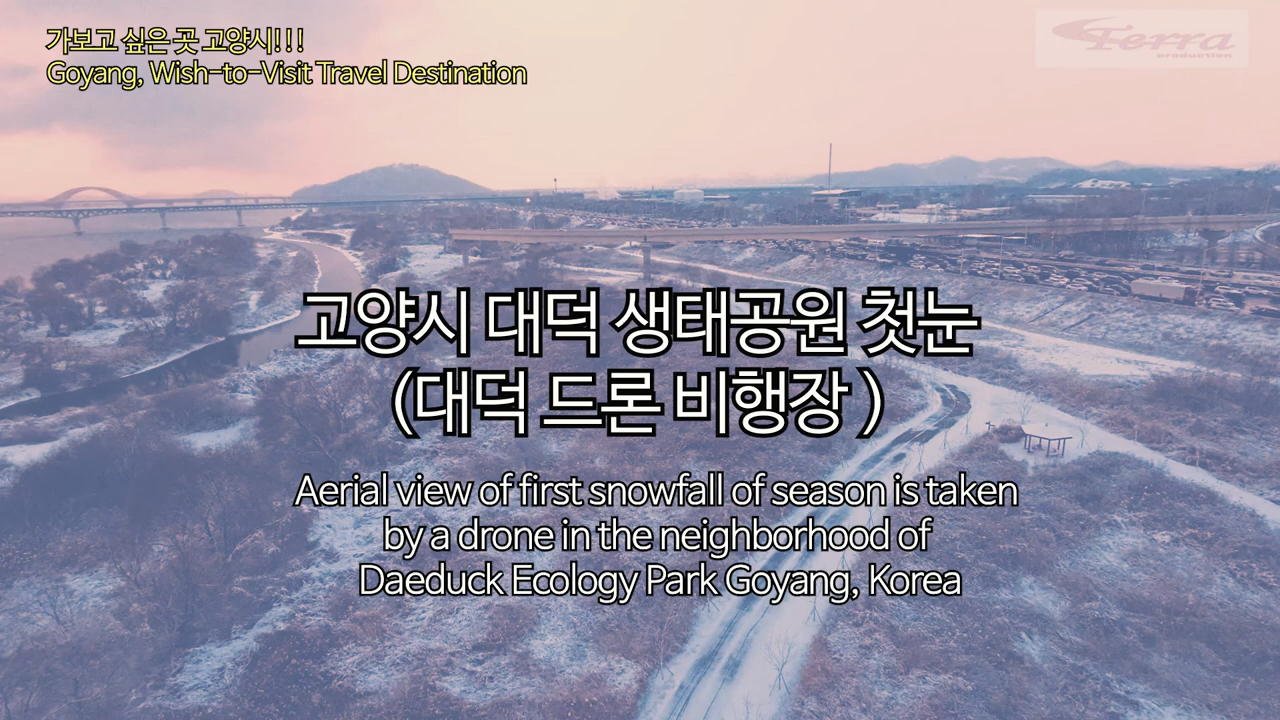 가보고 싶은 곳 고양시!!!
Goyang, Wish-to-Visit Travel Destination
Terra
production
고양시 대덕 생태공원 첫눈
(대덕 드론 비행장 )
Aerial view of first snowfall of season is taken
by a drone in the neighborhood of
Daeduck Ecology Park Goyang, Korea